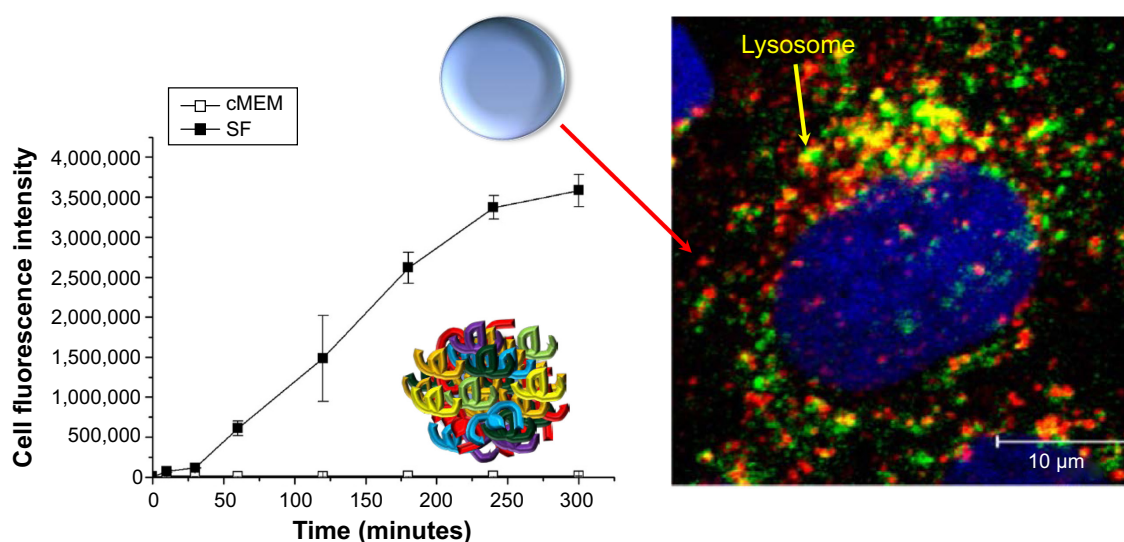 cMEM
SF
Cell fluorescence intensity
4,000,000
3,500,000
3,000,000
2,500,000
2,000,000
1,500,000
1,000,000
500,000
0
0
50
100
150
200
250
300
Time (minutes)
Lysosome
10 µm